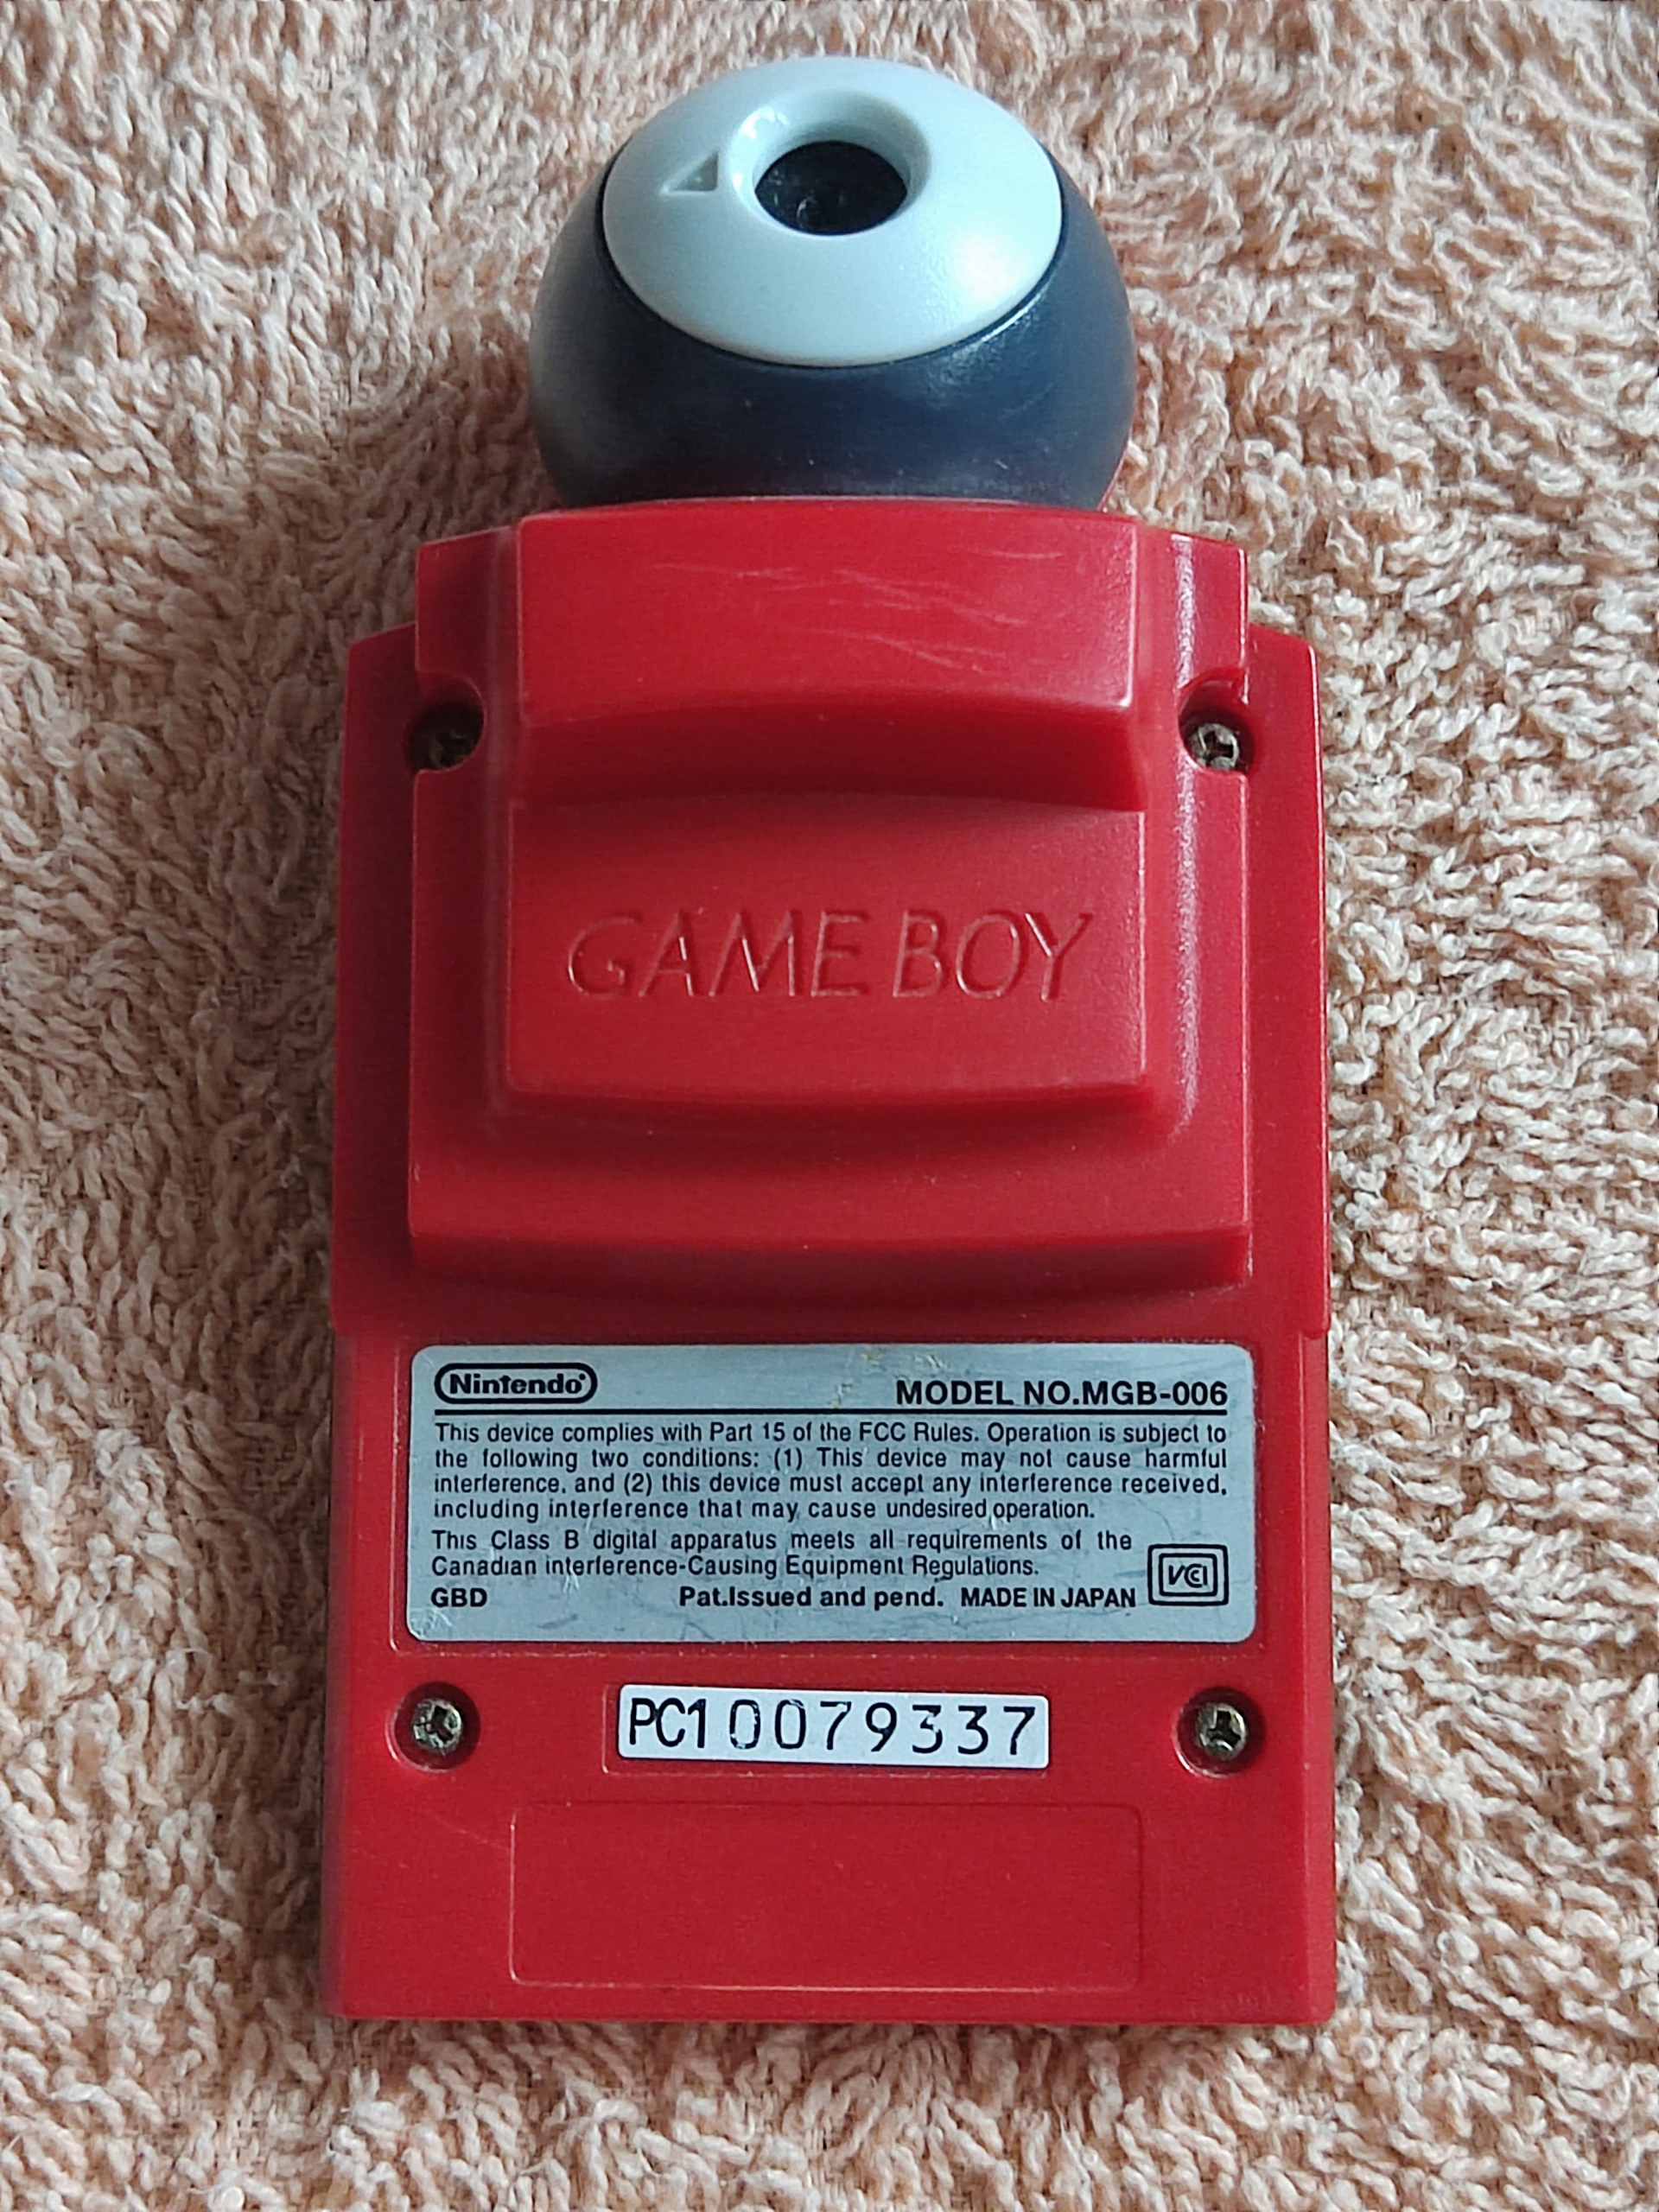 GAME BOY
Nintendo® MODEL NO.MGB-006
This device complies with Part 15 of the FCC Rules. Operation is subject to
the following two conditions: (1) This device may not cause harmful
interference, and (2) this device must accept any interference received,
including interference that may cause undesired operation.
This Class B digital apparatus meets all requirements of the
Canadian Interference-Causing Equipment Regulations.
GBD Pat.Issued and pend. MADE IN JAPAN VCI
PC10079337